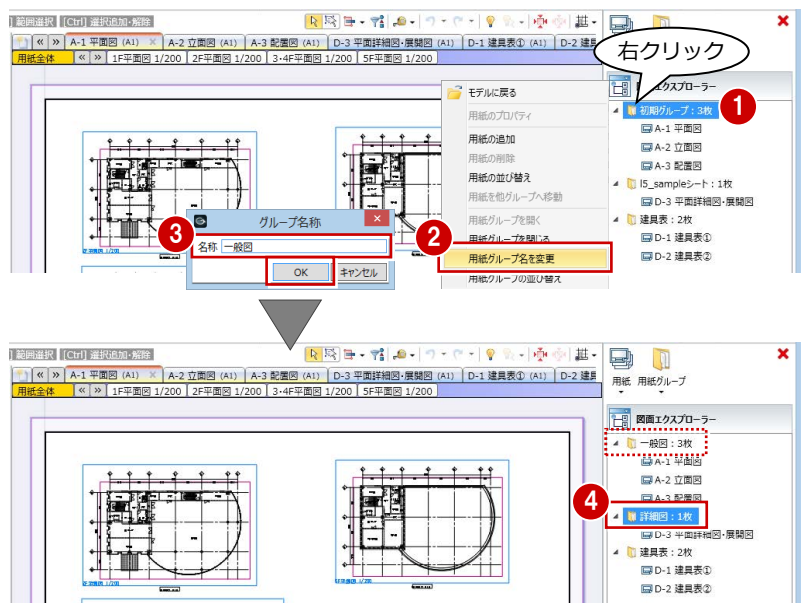 ] 範囲選択 [Ctrl] 選択追加・解除
« » A-1 平面図 (A1) × A-2 立面図 (A1) A-3 配置図 (A1) D-3 平面詳細図・展開図 (A1) D-1 建具表① (A1) D-2 建具
用紙全体 « » 1F平面図 1/200 2F平面図 1/200 3・4F平面図 1/200 5F平面図 1/200
右クリック
エクスプローラー
初期グループ：3枚
1
A-1 平面図
A-2 立面図
A-3 配置図
I5_sampleシート：1枚
D-3 平面詳細図・展開図
建具表：2枚
D-1 建具表①
D-2 建具表②
モデルに戻る
用紙のプロパティ
用紙の追加
用紙の削除
用紙の並び替え
用紙を他グループへ移動
用紙グループを開く
用紙グループを閉じる
2
用紙グループ名を変更
用紙グループの並び替え
3
グループ名称 ×
名称 一般図
OK キャンセル
] 範囲選択 [Ctrl] 選択追加・解除
« » A-1 平面図 (A1) × A-2 立面図 (A1) A-3 配置図 (A1) D-3 平面詳細図・展開図 (A1) D-1 建具表① (A1) D-2 建具
用紙全体 « » 1F平面図 1/200 2F平面図 1/200 3・4F平面図 1/200 5F平面図 1/200
用紙 用紙グループ
図面エクスプローラー
一般図：3枚
A-1 平面図
A-2 立面図
A-3 配置図
4
詳細図：1枚
D-3 平面詳細図・展開図
建具表：2枚
D-1 建具表①
D-2 建具表②